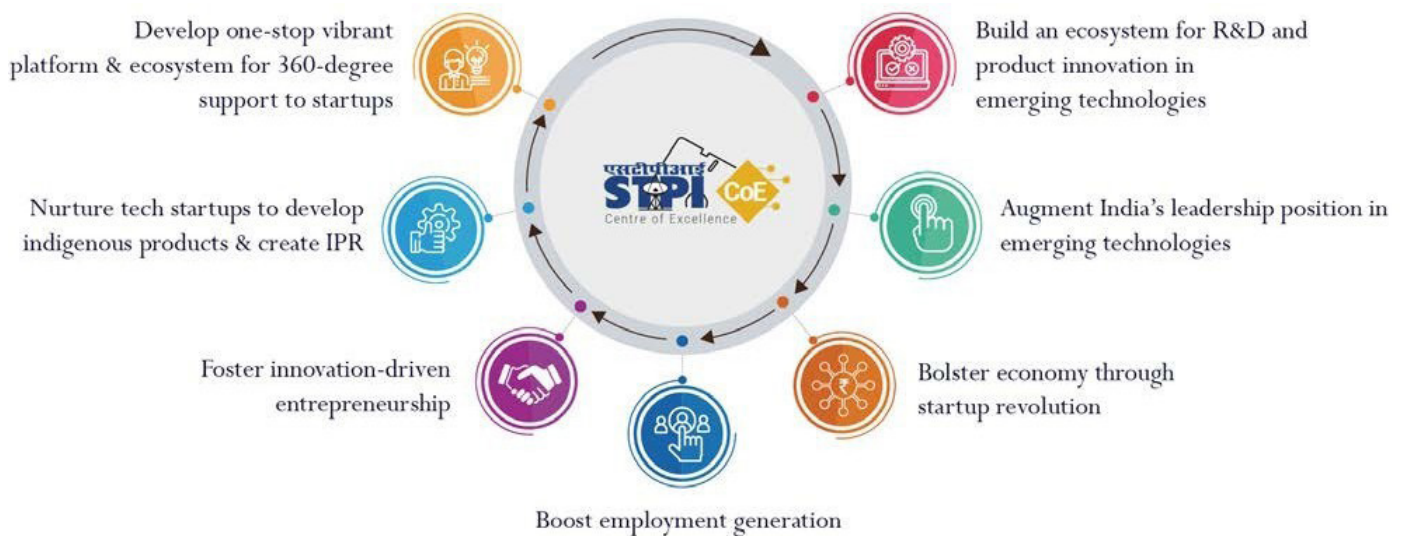 Develop one-stop vibrant
platform & ecosystem for 360-degree
support to startups
Build an ecosystem for R&D and
product innovation in
emerging technologies
एसटीपीआई
STPI
CoE
Centre of Excellence
Nurture tech startups to develop
indigenous products & create IPR
Augment India’s leadership position in
emerging technologies
Foster innovation-driven
entrepreneurship
₹
Bolster economy through
startup revolution
Boost employment generation